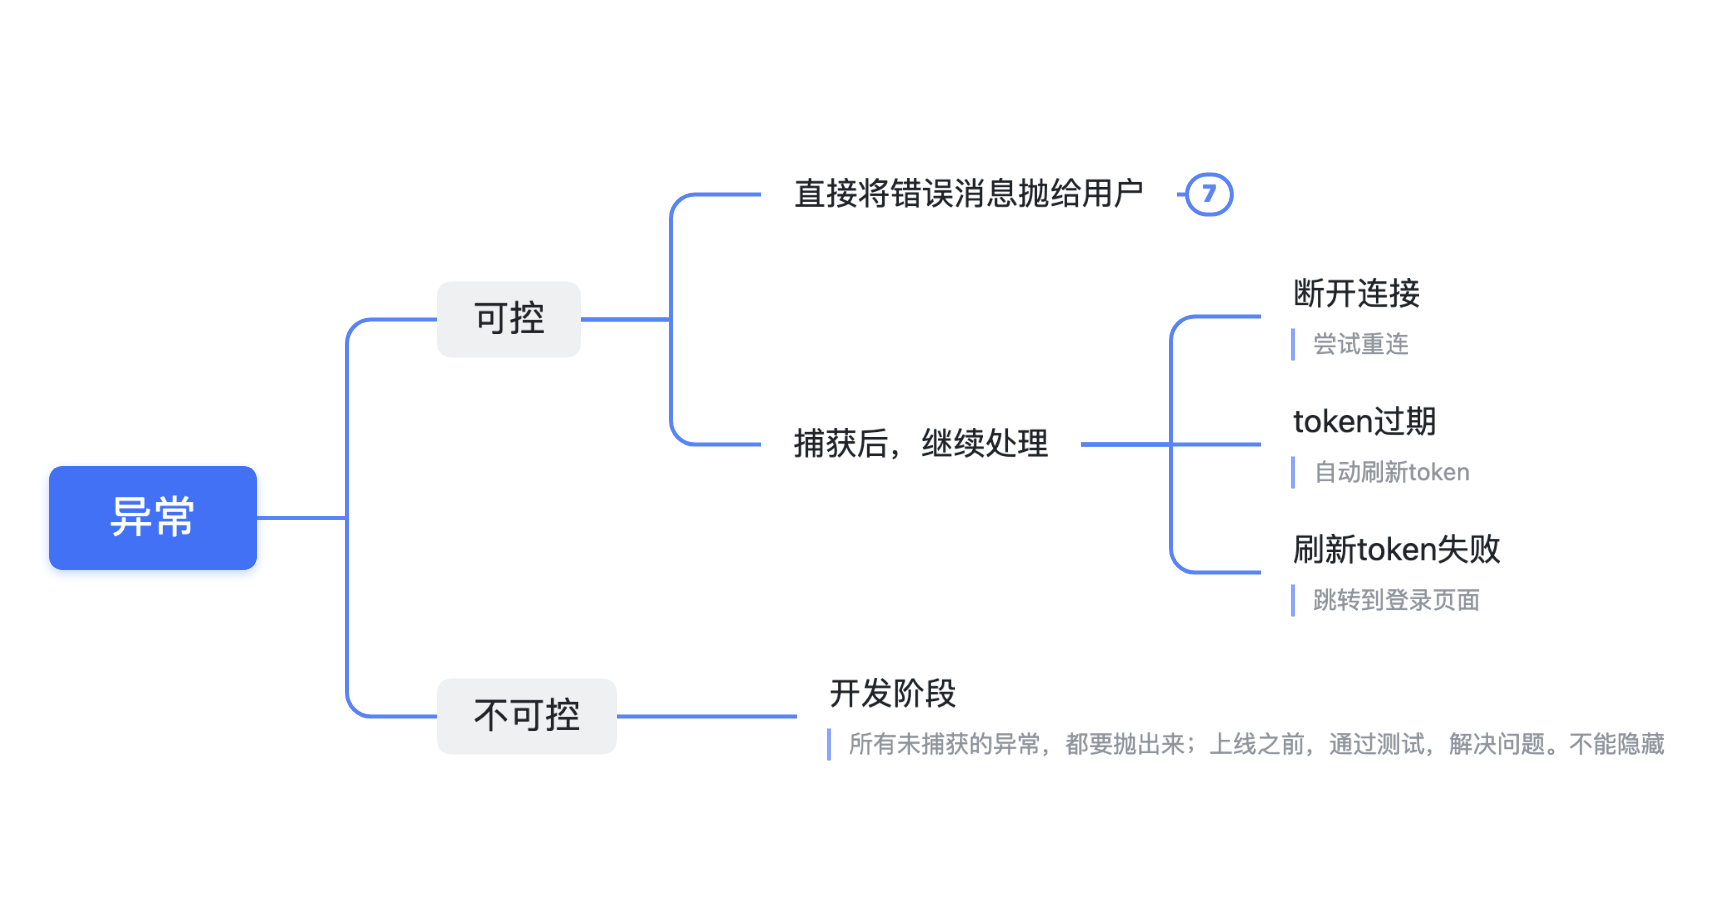 异常
可控
直接将错误消息抛给用户
7
捕获后，继续处理
断开连接
尝试重连
token过期
自动刷新token
刷新token失败
跳转到登录页面
不可控
开发阶段
所有未捕获的异常，都要抛出来；上线之前，通过测试，解决问题。不能隐藏